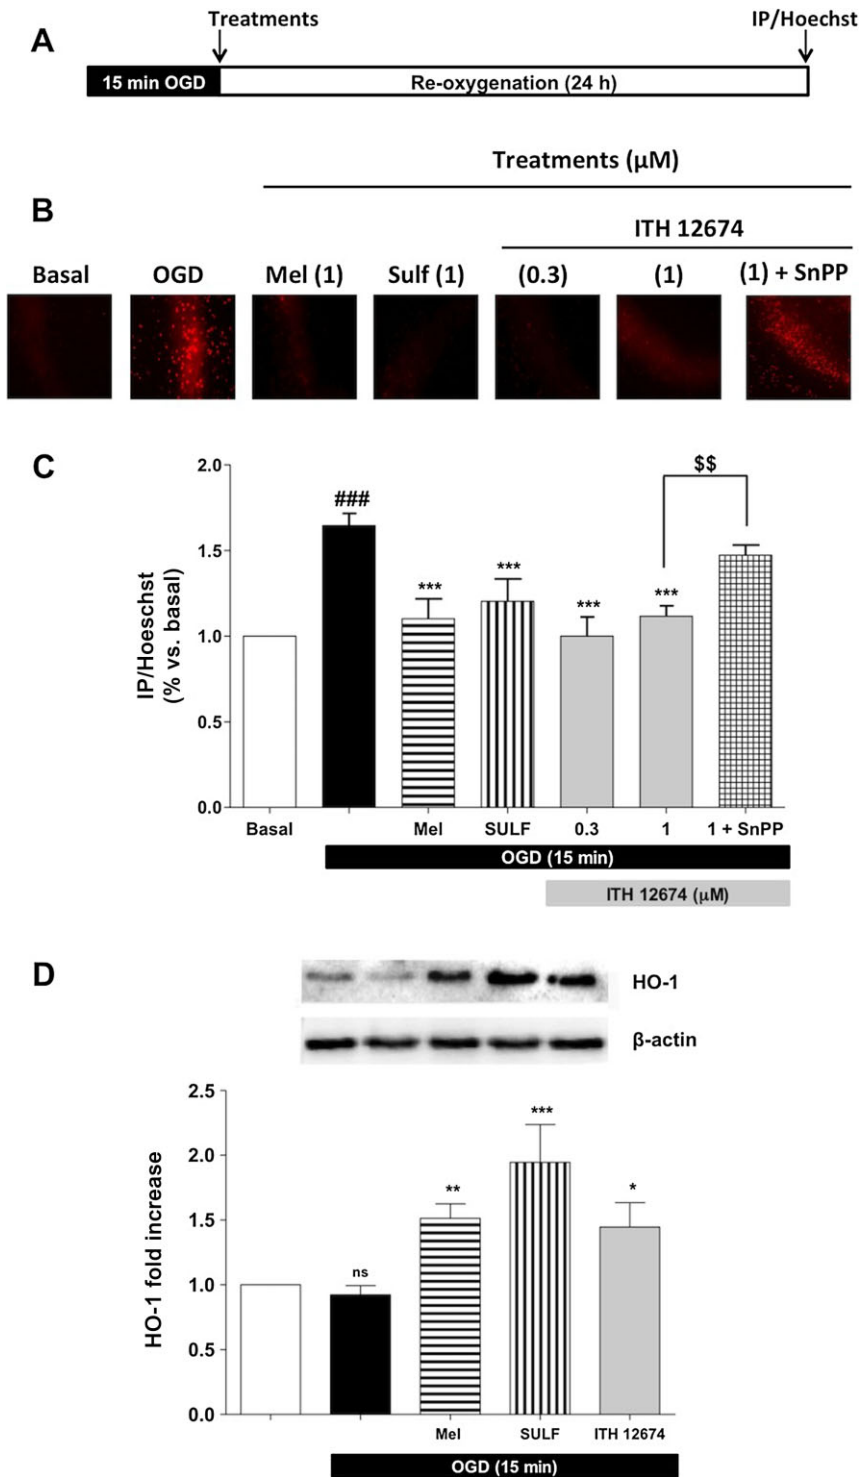 A
Treatments
IP/Hoechst
15 min OGD
Re-oxygenation (24 h)
Treatments (µM)
B
ITH 12674
Basal
OGD
Mel (1)
Sulf (1)
(0.3)
(1)
(1) + SnPP
C
2.0
1.5
1.0
0.5
0.0
IP/Hoeschst
(% vs. basal)
###
***
***
***
***
$$
Basal
Mel
SULF
0.3
1
1 + SnPP
OGD (15 min)
ITH 12674 (µM)
D
HO-1
β-actin
2.5
2.0
1.5
1.0
0.5
0.0
HO-1 fold increase
ns
**
***
*
Mel
SULF
ITH 12674
OGD (15 min)